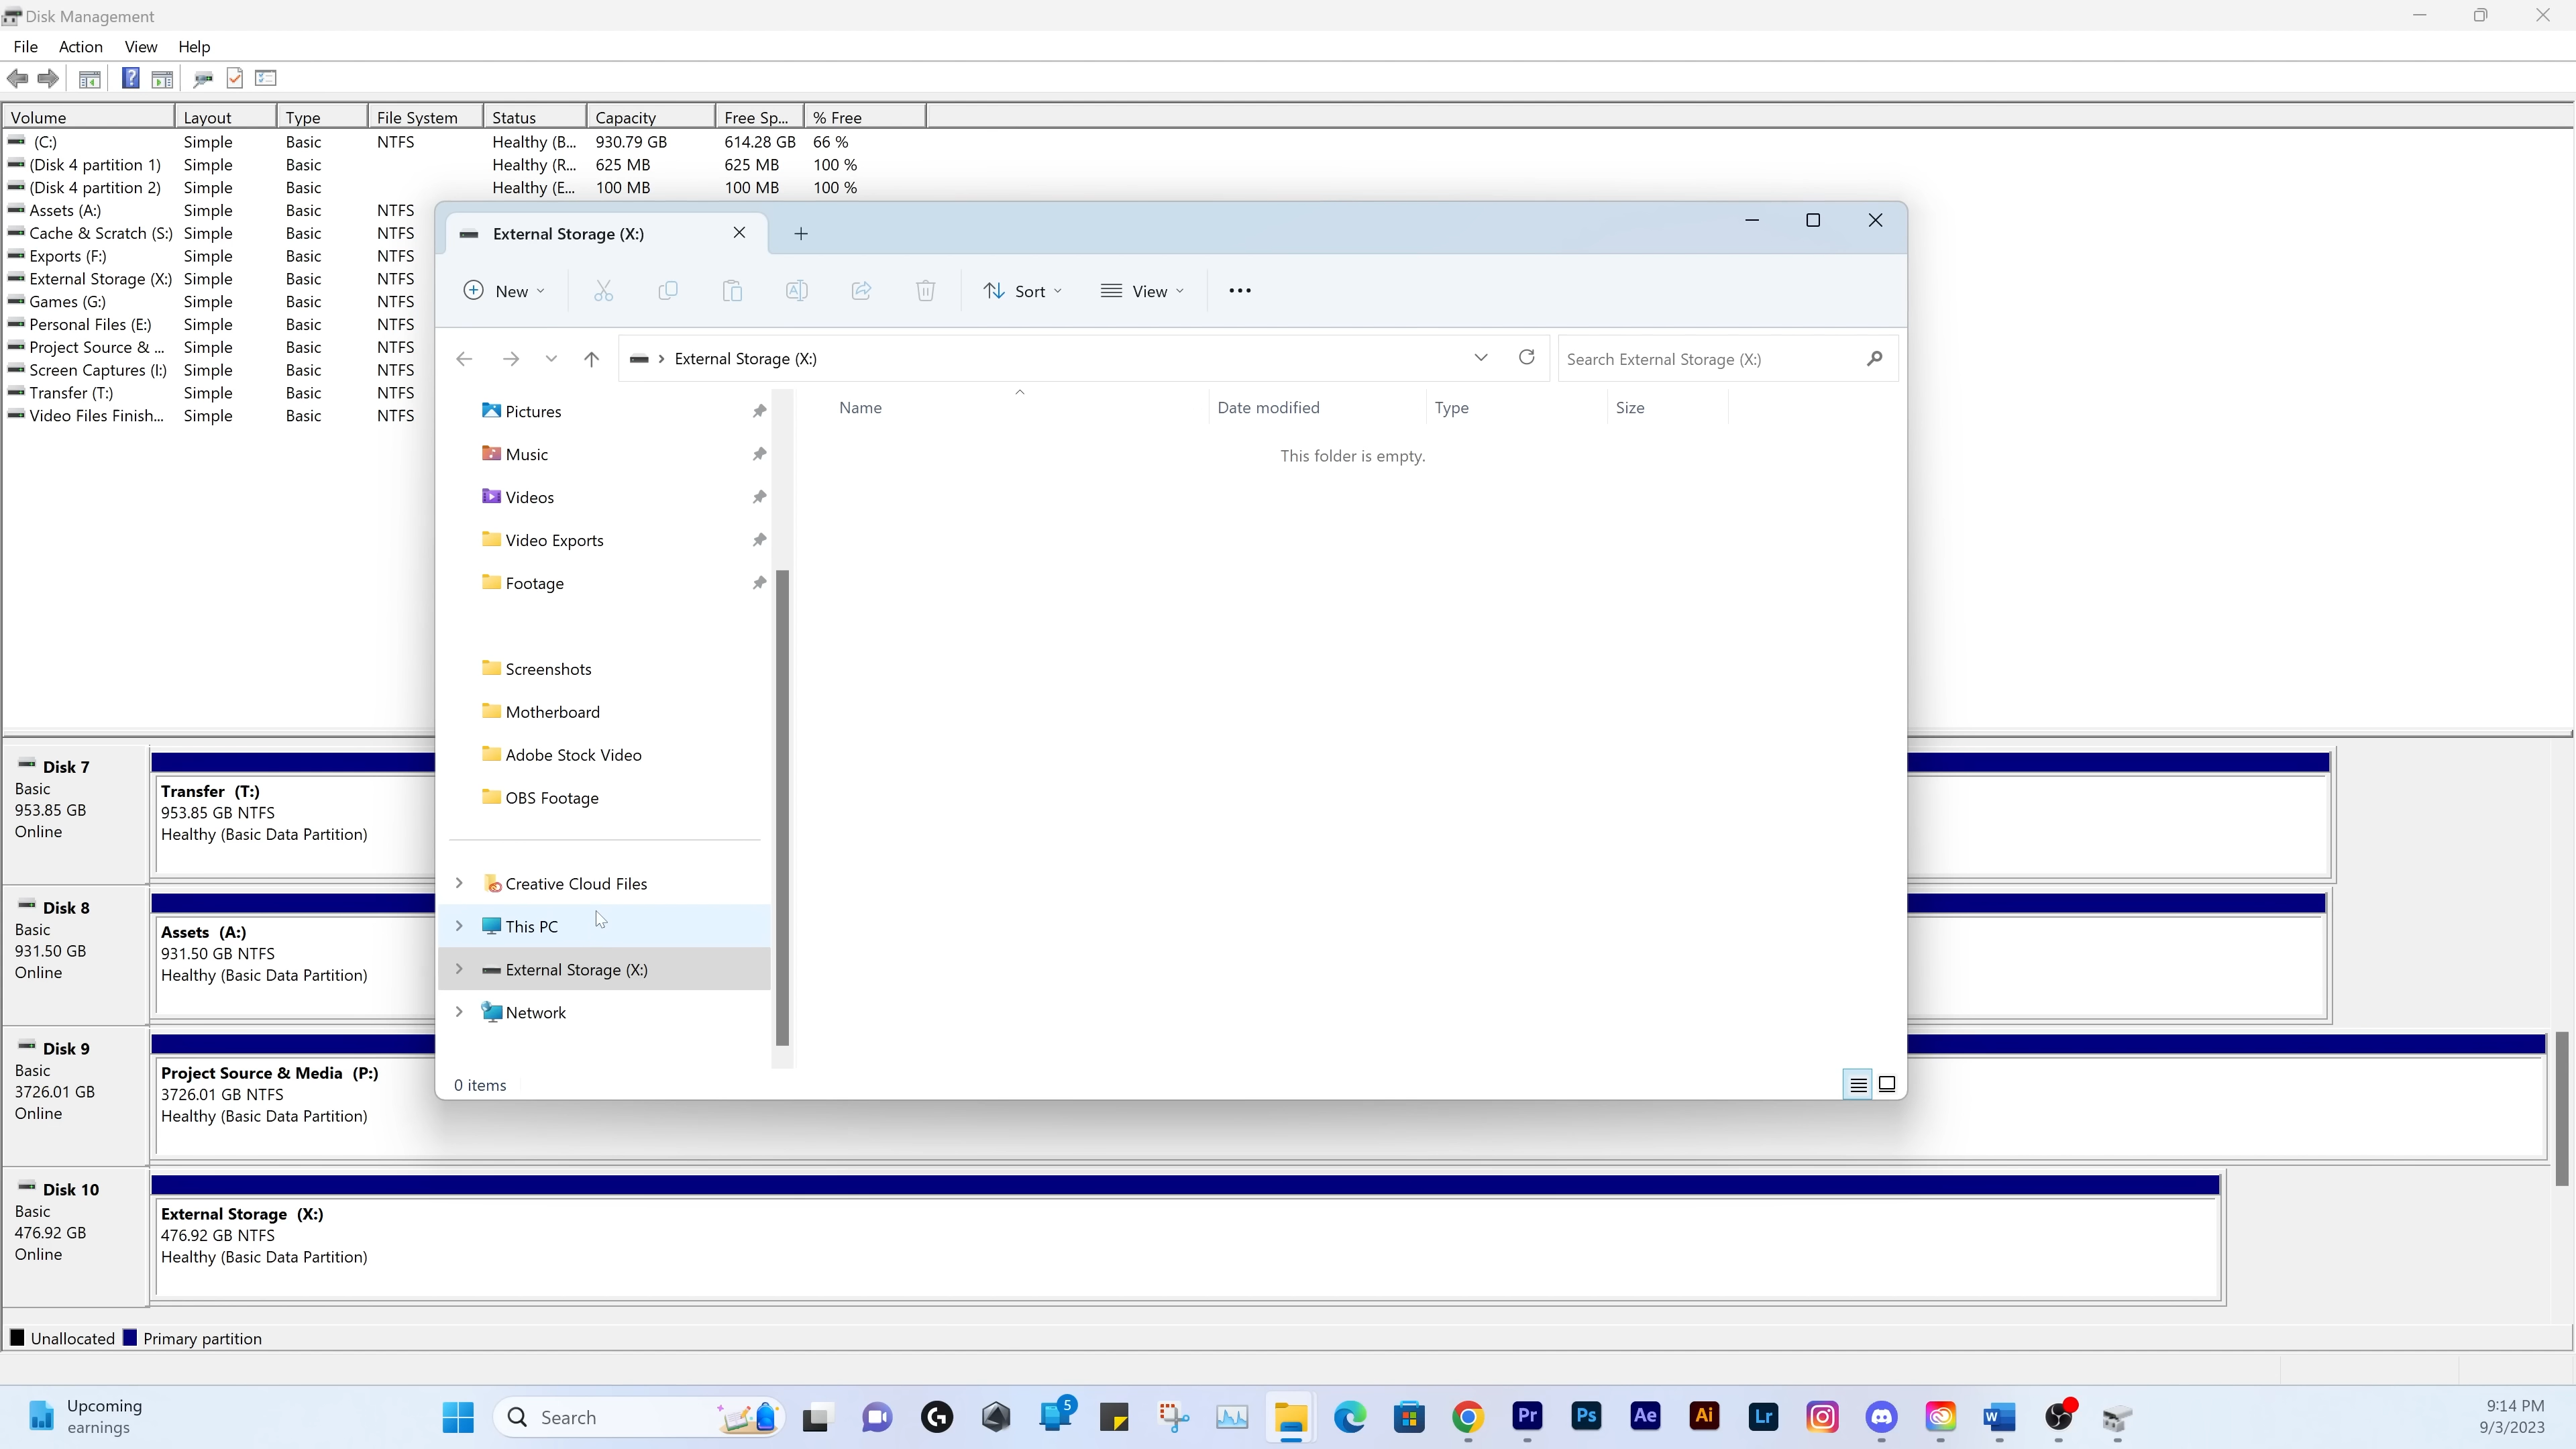 Disk Management
File Action View Help
Volume Layout Type File System Status Capacity Free Sp... % Free
(C:) Simple Basic NTFS Healthy (B... 930.79 GB 614.28 GB 66 %
(Disk 4 partition 1) Simple Basic Healthy (R... 625 MB 625 MB 100 %
(Disk 4 partition 2) Simple Basic Healthy (E... 100 MB 100 MB 100 %
Assets (A:) Simple Basic NTFS
Cache & Scratch (S:) Simple Basic NTFS
Exports (F:) Simple Basic NTFS
External Storage (X:) Simple Basic NTFS
Games (G:) Simple Basic NTFS
Personal Files (E:) Simple Basic NTFS
Project Source & ... Simple Basic NTFS
Screen Captures (I:) Simple Basic NTFS
Transfer (T:) Simple Basic NTFS
Video Files Finish... Simple Basic NTFS
External Storage (X:)
New Sort View
External Storage (X:) Search External Storage (X:)
Name Date modified Type Size
This folder is empty.
Pictures
Music
Videos
Video Exports
Footage
Screenshots
Motherboard
Adobe Stock Video
OBS Footage
Creative Cloud Files
This PC
External Storage (X:)
Network
0 items
Disk 7
Basic
953.85 GB
Online
Transfer (T:)
953.85 GB NTFS
Healthy (Basic Data Partition)
Disk 8
Basic
931.50 GB
Online
Assets (A:)
931.50 GB NTFS
Healthy (Basic Data Partition)
Disk 9
Basic
3726.01 GB
Online
Project Source & Media (P:)
3726.01 GB NTFS
Healthy (Basic Data Partition)
Disk 10
Basic
476.92 GB
Online
External Storage (X:)
476.92 GB NTFS
Healthy (Basic Data Partition)
Unallocated Primary partition
Upcoming
earnings
Search
5
Pr Ps Ae Ai Lr
W
9:14 PM
9/3/2023